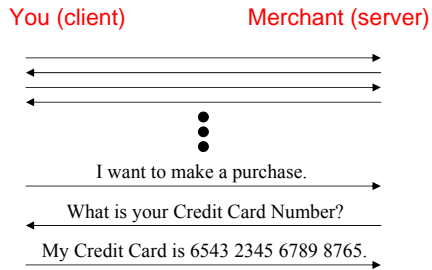 You (client) Merchant (server)
I want to make a purchase.
What is your Credit Card Number?
My Credit Card is 6543 2345 6789 8765.